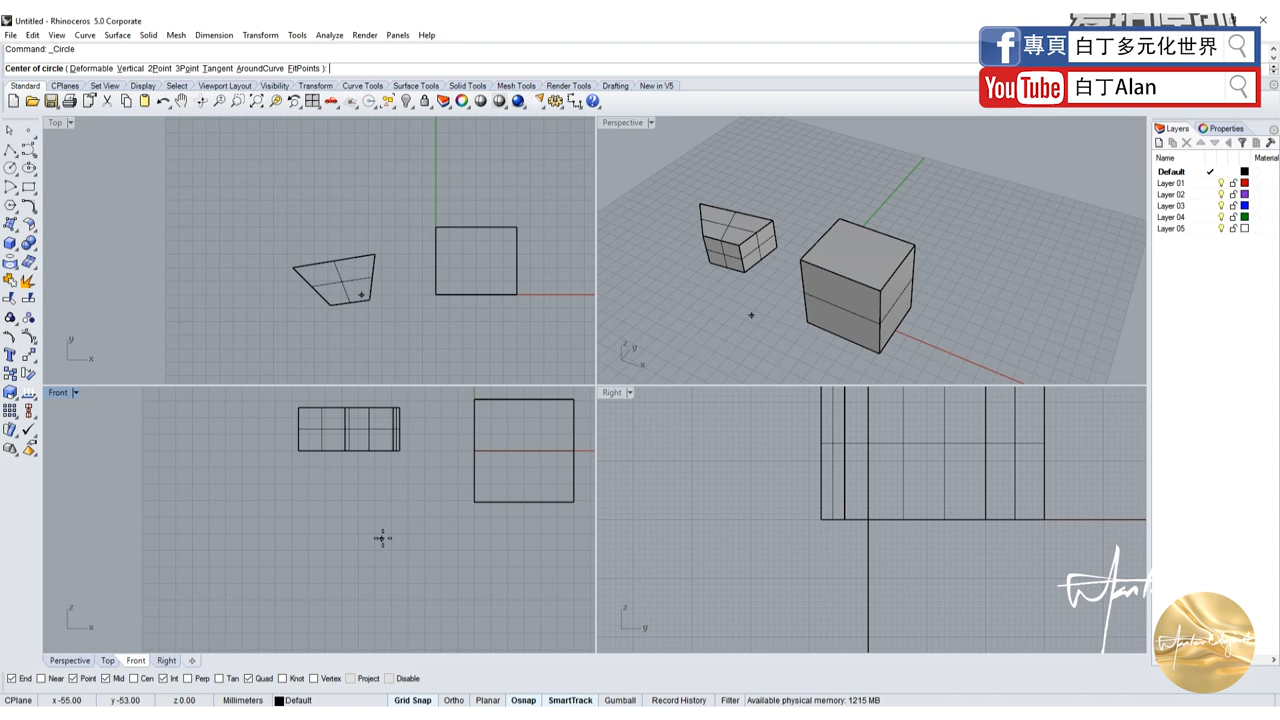 Untitled - Rhinoceros 5.0 Corporate
File Edit View Curve Surface Solid Mesh Dimension Transform Tools Analyze Render Panels Help
Command: _Circle
Center of circle ( Deformable Vertical 2Point 3Point Tangent AroundCurve FitPoints ):
專頁 白丁多元化世界
YouTube 白丁Alan
Standard CPlanes Set View Display Select Viewport Layout Visibility Transform Curve Tools Surface Tools Solid Tools Mesh Tools Render Tools Drafting New in V5
Top
Perspective
Layers Properties
Name Material
Default
Layer 01
Layer 02
Layer 03
Layer 04
Layer 05
y
x
z
y
x
Front
Right
z
x
z
y
Perspective Top Front Right
End Near Point Mid Cen Int Perp Tan Quad Knot Vertex Project Disable
CPlane x -55.00 y -53.00 z 0.00 Millimeters Default Grid Snap Ortho Planar Osnap SmartTrack Gumball Record History Filter Available physical memory: 1215 MB